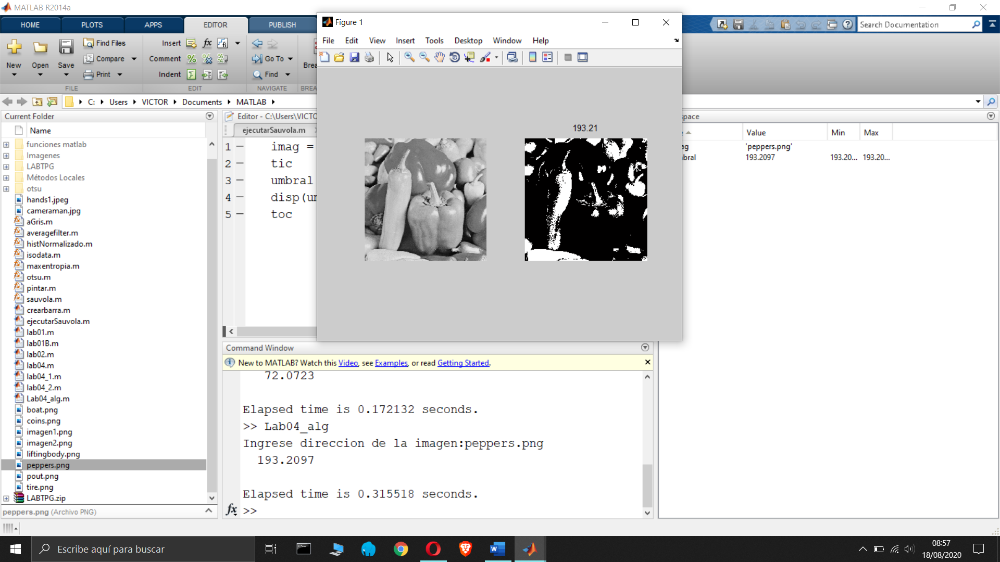 MATLAB R2014a
HOME PLOTS APPS EDITOR PUBLISH
Search Documentation
Find Files
Compare
Print
New Open Save
Insert
Comment
Indent
Go To
Find
FILE EDIT NAVIGATE
C: Users VICTOR Documents MATLAB
Figure 1
File Edit View Insert Tools Desktop Window Help
193.21
Current Folder
Name
funciones matlab
Imagenes
LABTPG
Métodos Locales
otsu
hands1.jpeg
cameraman.jpg
aGris.m
averagefilter.m
histNormalizado.m
isodata.m
maxentropia.m
otsu.m
pintar.m
sauvola.m
crearbarra.m
ejecutarSauvola.m
lab01.m
lab01B.m
lab02.m
lab04.m
lab04_1.m
lab04_2.m
Lab04_alg.m
boat.png
coins.png
imagen1.png
imagen2.png
liftingbody.png
peppers.png
pout.png
tire.png
LABTPG.zip
peppers.png (Archivo PNG)
Editor - C:\Users\VICTO
ejecutarSauvola.m
1 imag =
2 tic
3 umbral
4 disp(um
5 toc
Command Window
New to MATLAB? Watch this Video, see Examples, or read Getting Started.
72.0723
Elapsed time is 0.172132 seconds.
>> Lab04_alg
Ingrese direccion de la imagen:peppers.png
193.2097
Elapsed time is 0.315518 seconds.
fx >>
Value Min Max
'peppers.png'
193.2097 193.20... 193.20...
Escribe aquí para buscar
08:57
18/08/2020